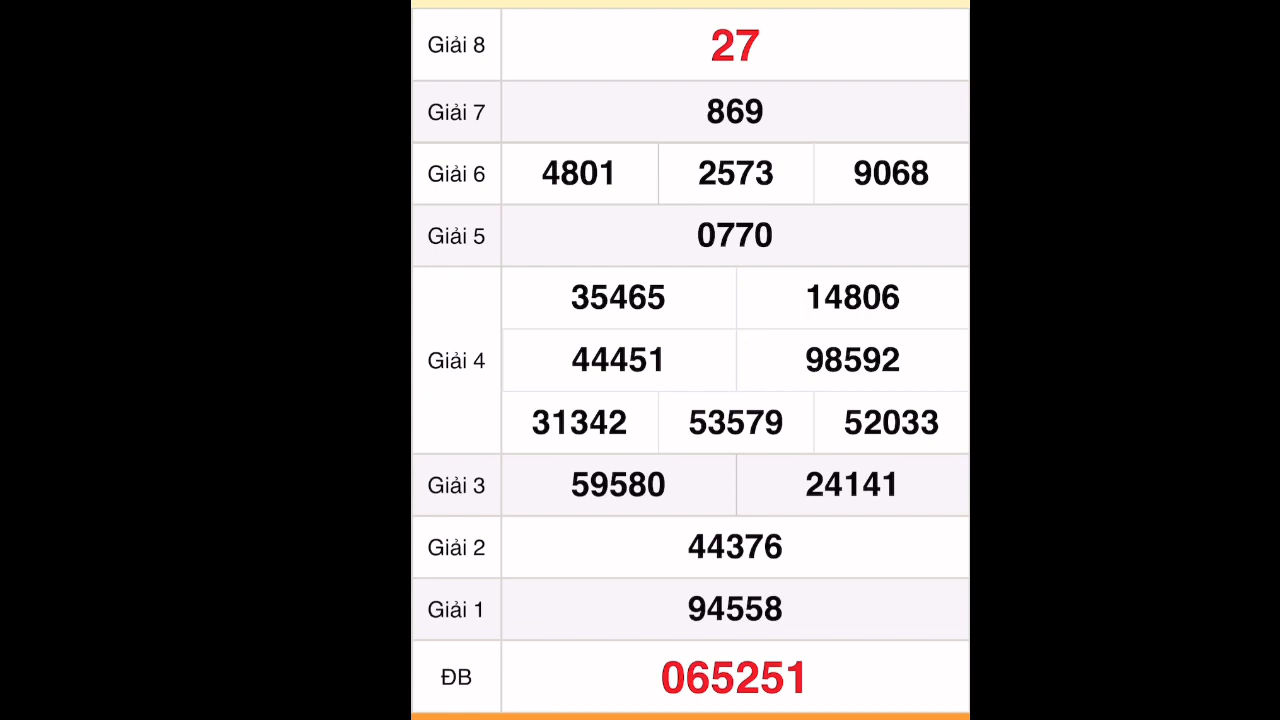 Giải 8 27
Giải 7 869
Giải 6 4801 2573 9068
Giải 5 0770
35465 14806
Giải 4 44451 98592
31342 53579 52033
Giải 3 59580 24141
Giải 2 44376
Giải 1 94558
ĐB 065251